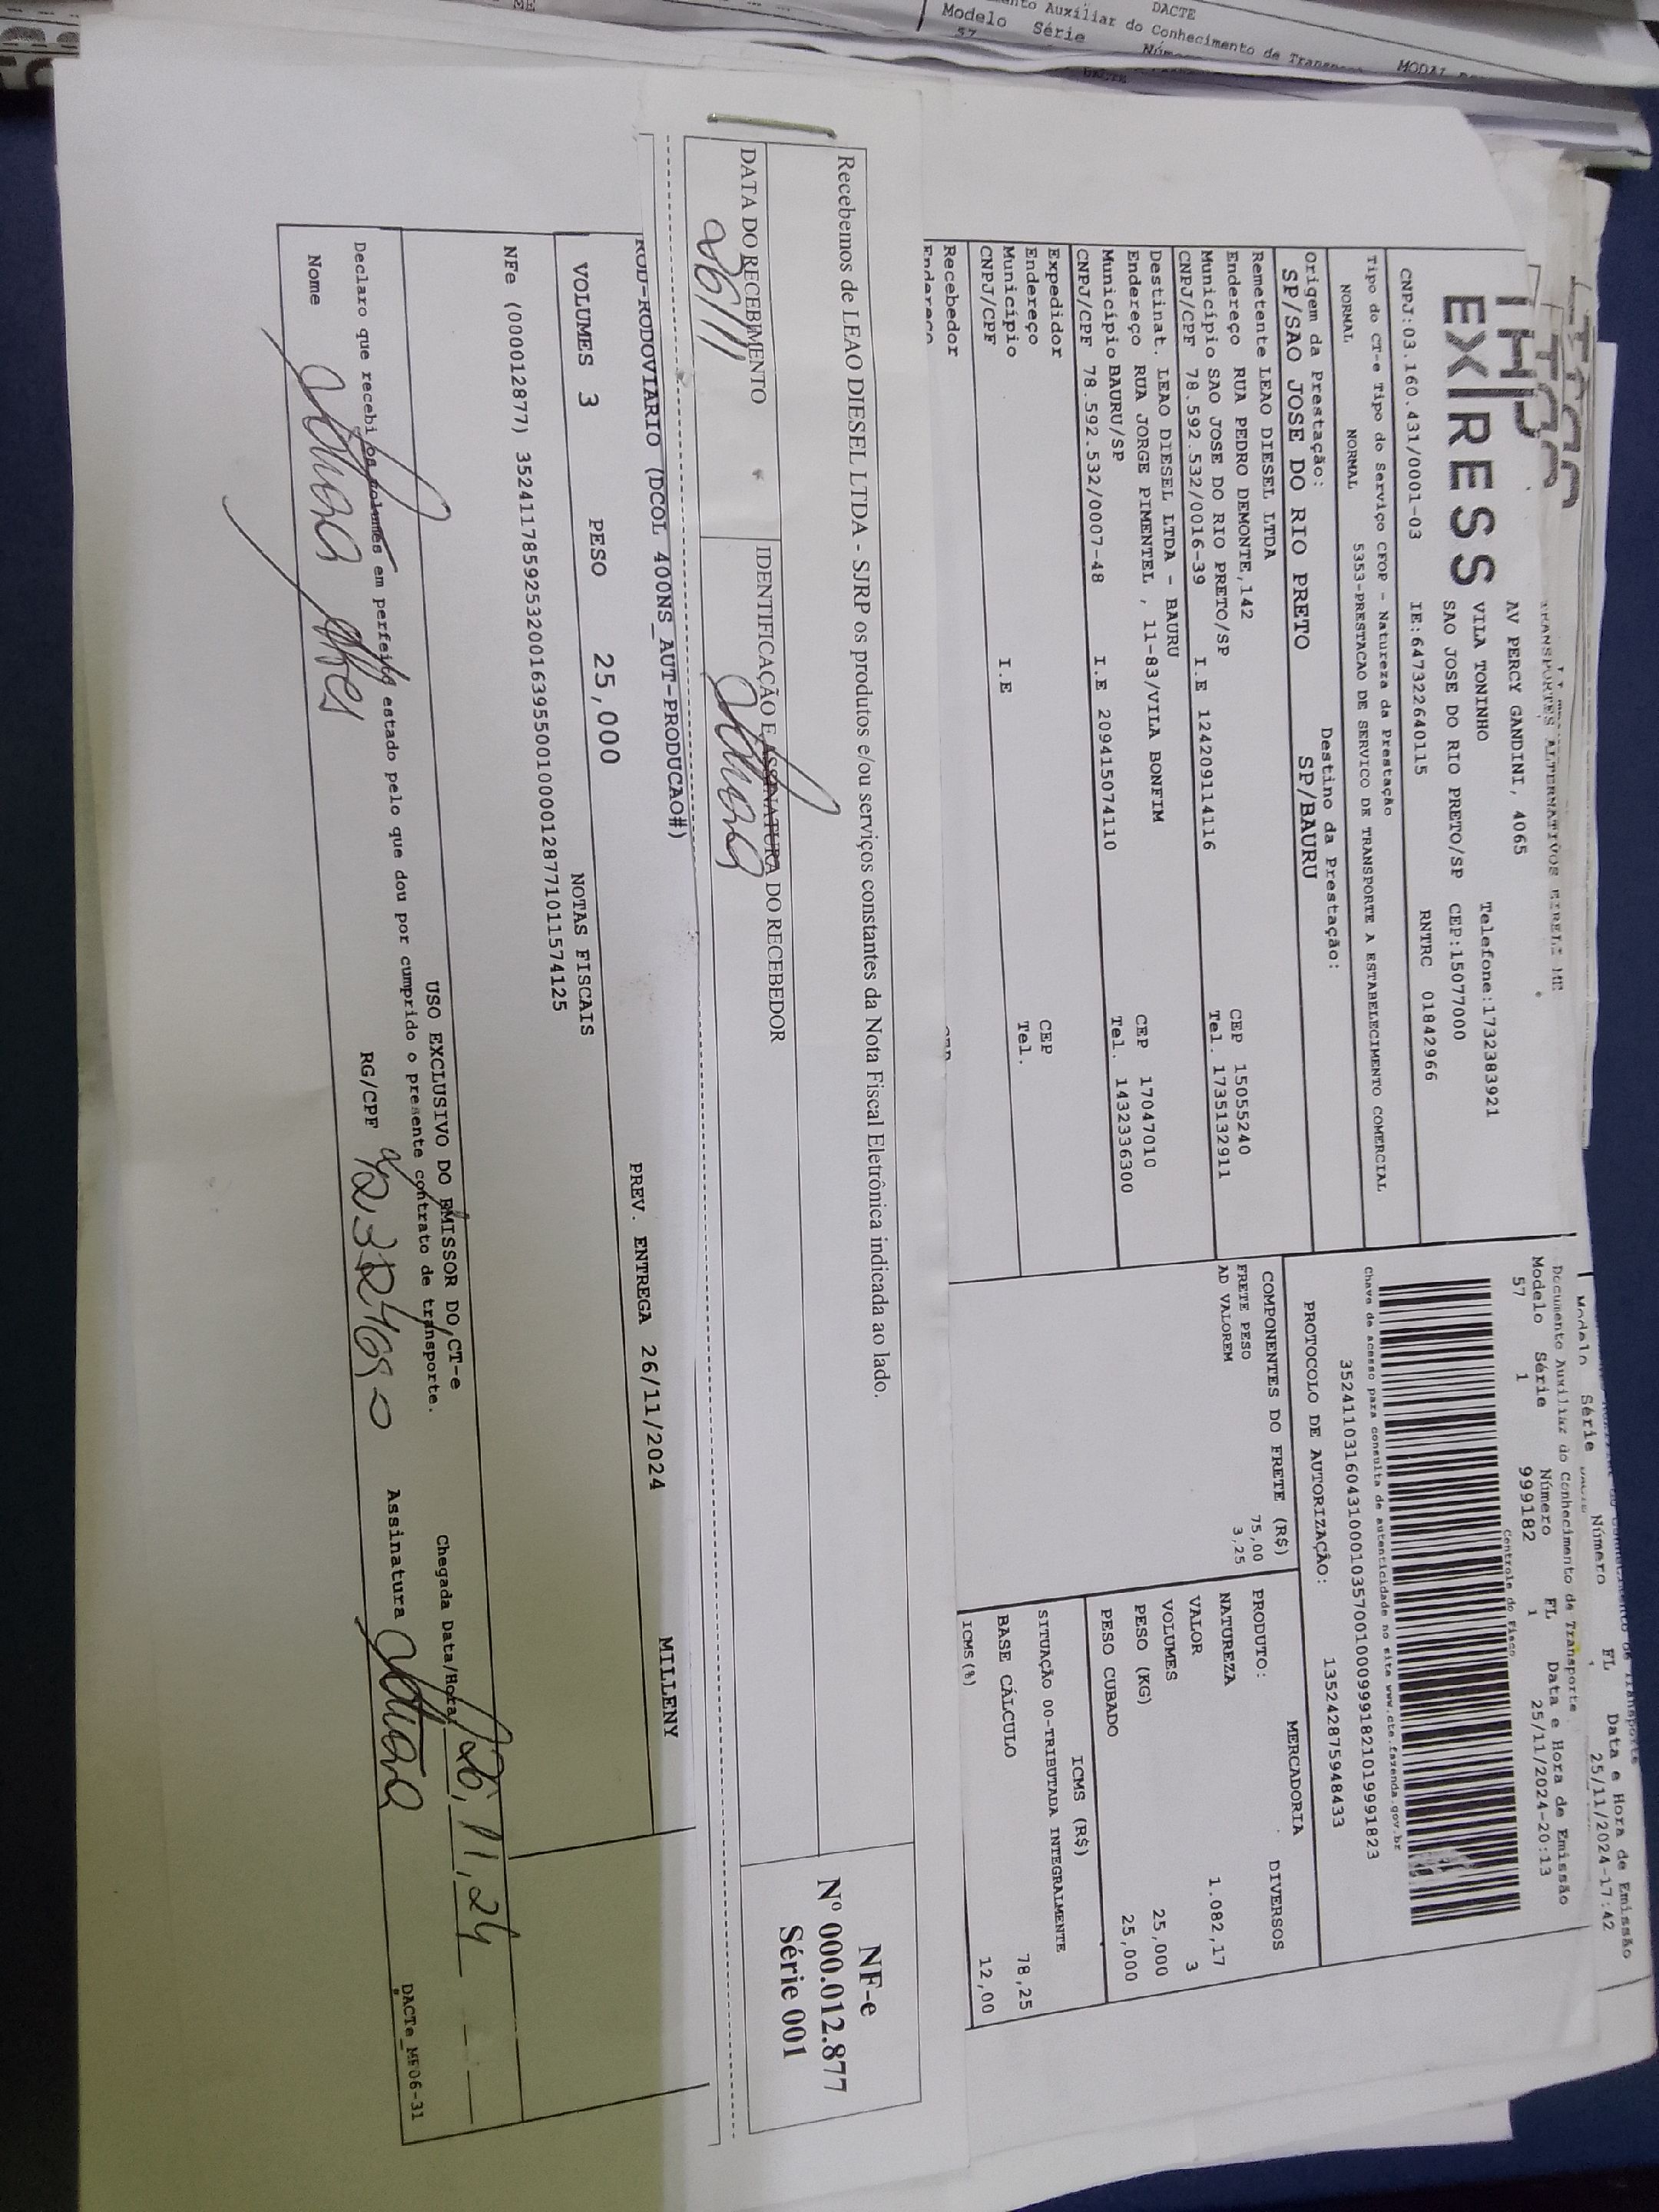 DACTE
nto Auxiliar do Conhecimento de
Modelo Série
57
Modelo Série Número FL Data e Hora de Emissão
25/11/2024-17:42
EX RESS
AV PERCY GANDINI, 4065
VILA TONINHO Telefone:1732383921
SAO JOSE DO RIO PRETO/SP CEP:15077000
CNPJ:03.160.431/0001-03 IE:647322640115 RNTRC 01842966
Documento Auxiliar do Conhecimento de Transporte
Modelo Série Número FL Data e Hora de Emissão
57 1 999182 1 25/11/2024-20:13
Controle do Fisco
Chave de acesso para consulta de autenticidade no site www.cte.fazenda.gov.br
35241103160431000103570010009991821019991823
PROTOCOLO DE AUTORIZAÇÃO: 135242875948433
Tipo do CT-e Tipo do Serviço CFOP - Natureza da Prestação
NORMAL NORMAL 5353-PRESTACAO DE SERVICO DE TRANSPORTE A ESTABELECIMENTO COMERCIAL
Origem da Prestação: Destino da Prestação:
SP/SAO JOSE DO RIO PRETO SP/BAURU
Remetente LEAO DIESEL LTDA
Endereço RUA PEDRO DEMONTE,142 CEP 15055240
Município SAO JOSE DO RIO PRETO/SP Tel. 1735132911
CNPJ/CPF 78.592.532/0016-39 I.E 124209114116
Destinat. LEAO DIESEL LTDA - BAURU
Endereço RUA JORGE PIMENTEL , 11-83/VILA BONFIM CEP 17047010
Município BAURU/SP Tel. 1432336300
CNPJ/CPF 78.592.532/0007-48 I.E 209415074110
Expedidor
Endereço CEP
Município Tel.
CNPJ/CPF I.E
Recebedor
Endereço
COMPONENTES DO FRETE (R$)
FRETE PESO 75,00
AD VALOREM 3,25
MERCADORIA
PRODUTO: DIVERSOS
NATUREZA
VALOR 1.082,17
VOLUMES 3
PESO (KG) 25,000
PESO CUBADO 25,000
ICMS (R$)
SITUAÇÃO 00-TRIBUTADA INTEGRALMENTE
BASE CÁLCULO 78,25
ICMS(%) 12,00
Recebemos de LEAO DIESEL LTDA - SJRP os produtos e/ou serviços constantes da Nota Fiscal Eletrônica indicada ao lado.
DATA DO RECEBIMENTO IDENTIFICAÇÃO E ASSINATURA DO RECEBEDOR
26/11
NF-e
Nº 000.012.877
Série 001
ROD-RODOVIARIO (DCOL 400NS_AUT-PRODUCAO#) PREV. ENTREGA 26/11/2024 MILLENY
VOLUMES 3 PESO 25,000 NOTAS FISCAIS
NFe (000012877) 35241178592532001639550010000128771011574125
USO EXCLUSIVO DO EMISSOR DO CT-e
Declaro que recebi os volumes em perfeito estado pelo que dou por cumprido o presente contrato de transporte.
Chegada Data/Hora 26,11,24
Nome RG/CPF Assinatura
DACTe_MF06-31